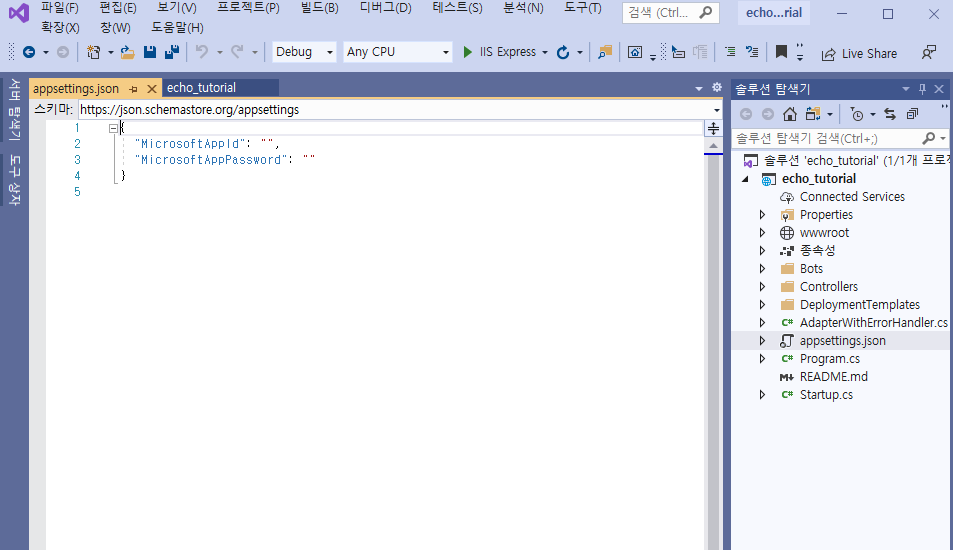 파일(F) 편집(E) 보기(V) 프로젝트(P) 빌드(B) 디버그(D) 테스트(S) 분석(N) 도구(T) 검색 (Ctrl... echo...rial
확장(X) 창(W) 도움말(H)
Debug Any CPU IIS Express Live Share
서버 탐색기
도구 상자
appsettings.json echo_tutorial
스키마: https://json.schemastore.org/appsettings
1 {
2 "MicrosoftAppId": "",
3 "MicrosoftAppPassword": ""
4 }
5
솔루션 탐색기
솔루션 탐색기 검색(Ctrl+;)
솔루션 'echo_tutorial' (1/1개 프로젝
echo_tutorial
Connected Services
Properties
wwwroot
종속성
Bots
Controllers
DeploymentTemplates
AdapterWithErrorHandler.cs
appsettings.json
Program.cs
README.md
Startup.cs